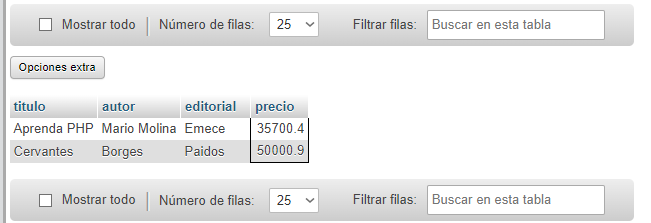 Mostrar todo Número de filas: 25 Filtrar filas: Buscar en esta tabla
Opciones extra
titulo autor editorial precio
Aprenda PHP Mario Molina Emece 35700.4
Cervantes Borges Paidos 50000.9
Mostrar todo Número de filas: 25 Filtrar filas: Buscar en esta tabla